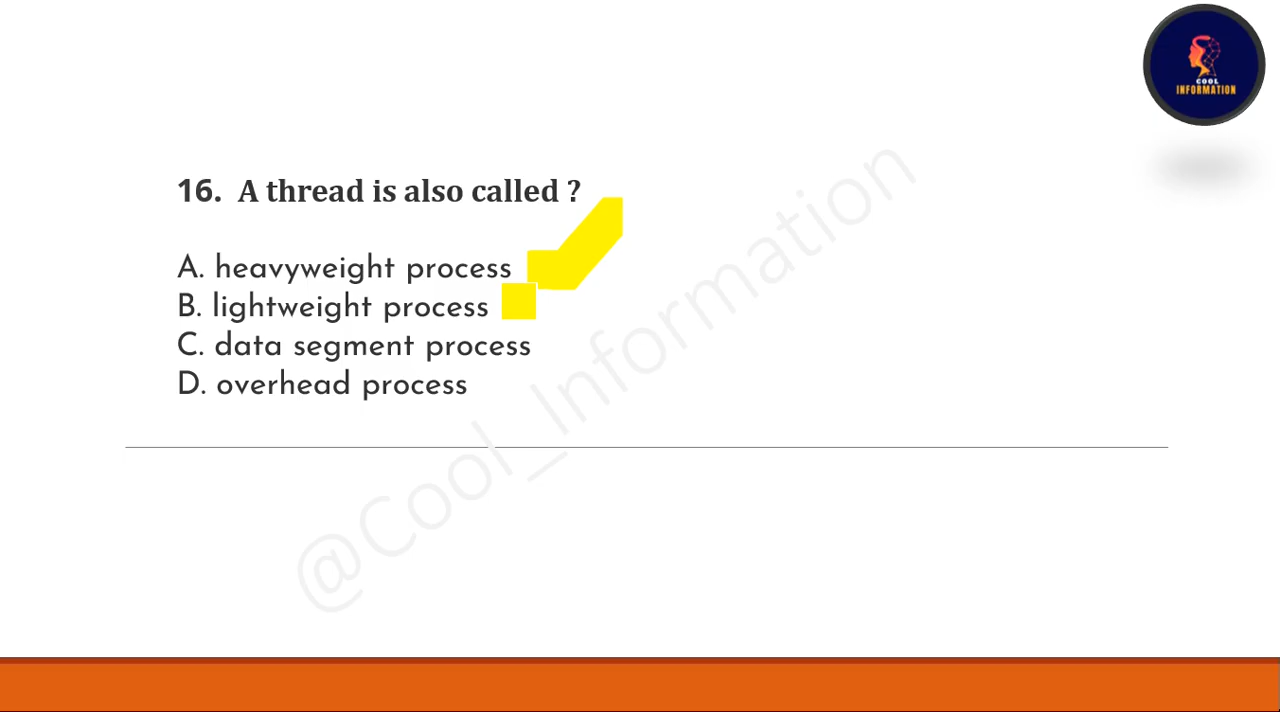 COOL
INFORMATION
16. A thread is also called ?
A. heavyweight process
B. lightweight process
C. data segment process
D. overhead process
@Cool_Information